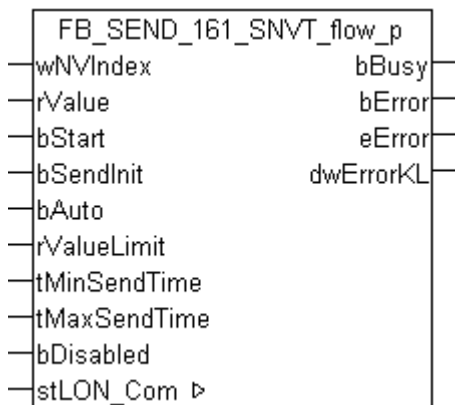 FB_SEND_161_SNVT_flow_p
wNVIndex bBusy
rValue bError
bStart eError
bSendInit dwErrorKL
bAuto
rValueLimit
tMinSendTime
tMaxSendTime
bDisabled
stLON_Com ▷